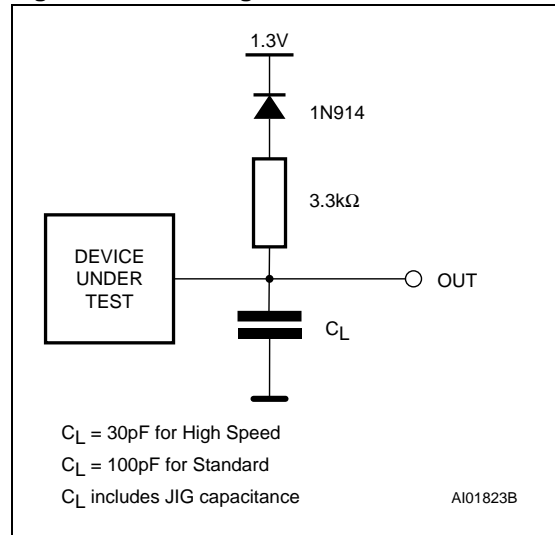 1.3V
1N914
3.3kΩ
DEVICE
UNDER
TEST
OUT
CL
CL = 30pF for High Speed
CL = 100pF for Standard
CL includes JIG capacitance
AI01823B